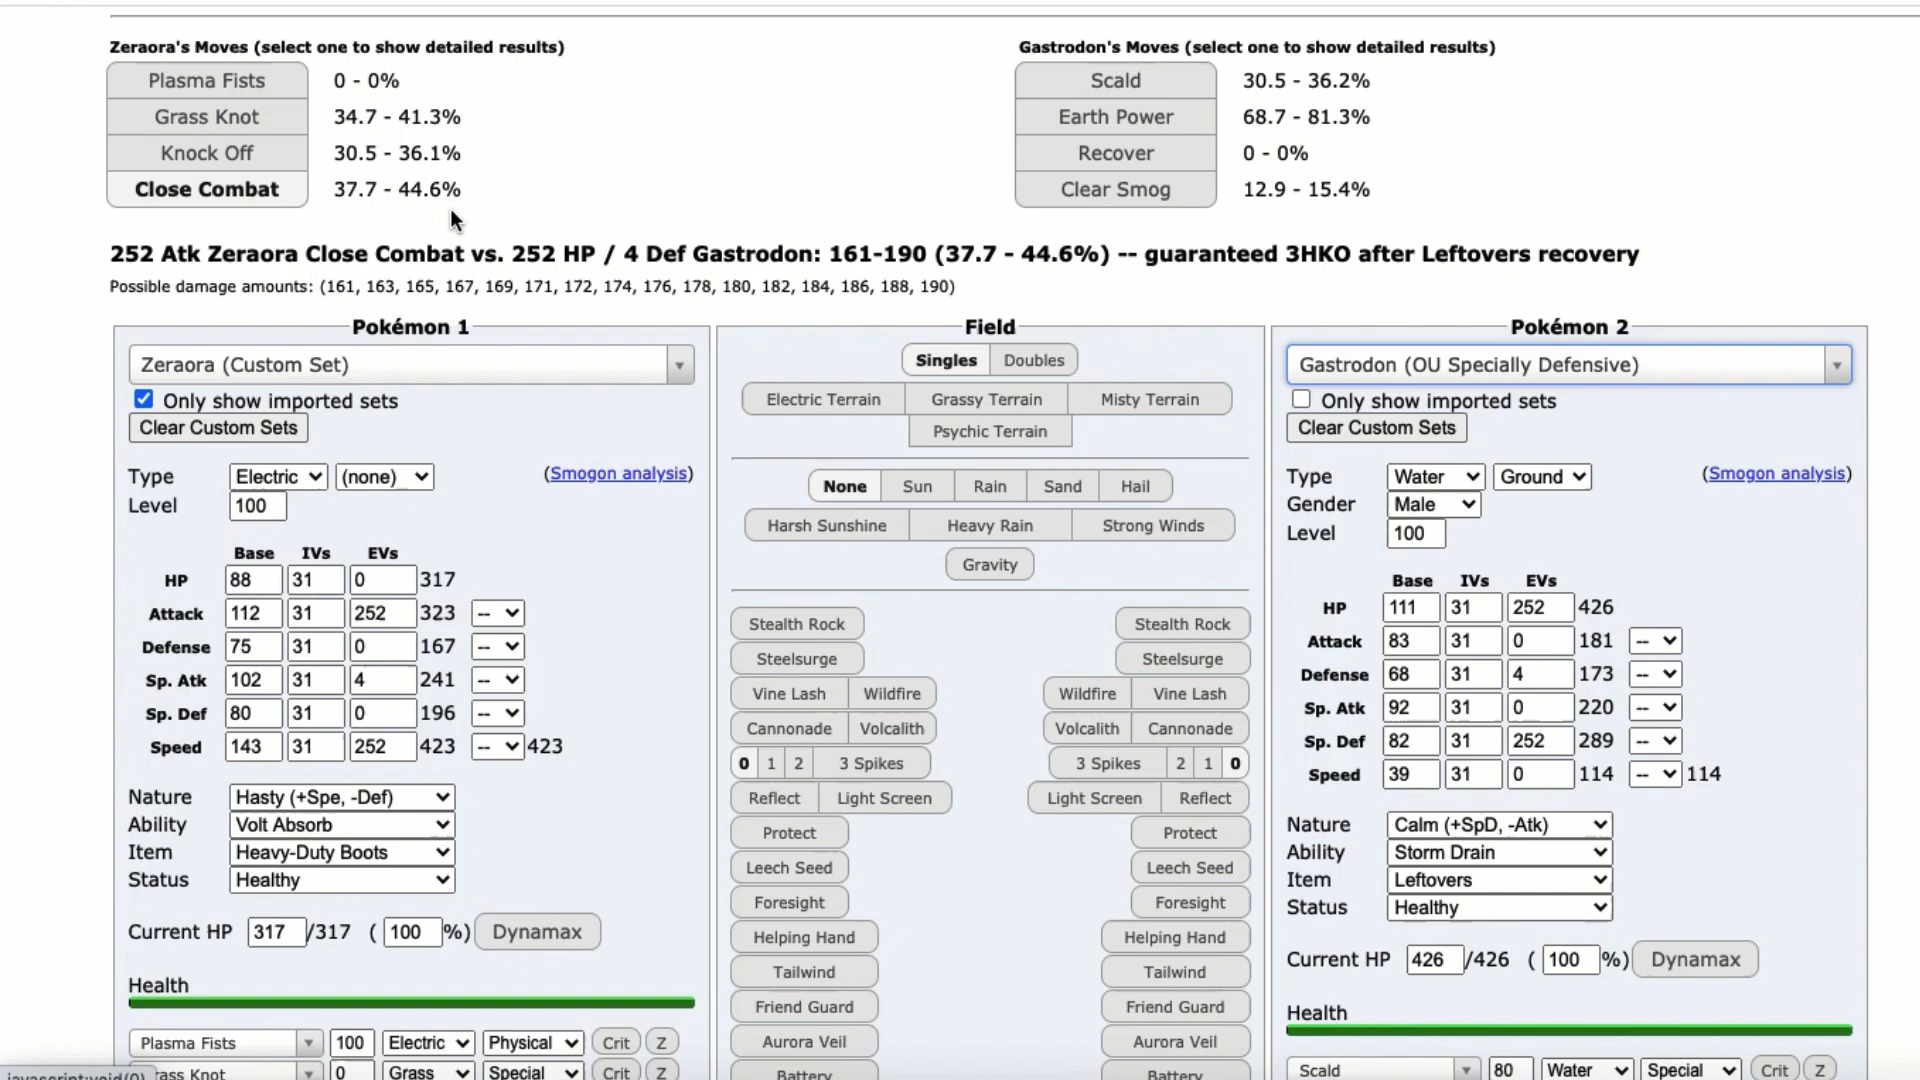 Zeraora's Moves (select one to show detailed results)
Plasma Fists 0 - 0%
Grass Knot 34.7 - 41.3%
Knock Off 30.5 - 36.1%
Close Combat 37.7 - 44.6%
Gastrodon's Moves (select one to show detailed results)
Scald 30.5 - 36.2%
Earth Power 68.7 - 81.3%
Recover 0 - 0%
Clear Smog 12.9 - 15.4%
252 Atk Zeraora Close Combat vs. 252 HP / 4 Def Gastrodon: 161-190 (37.7 - 44.6%) -- guaranteed 3HKO after Leftovers recovery
Possible damage amounts: (161, 163, 165, 167, 169, 171, 172, 174, 176, 178, 180, 182, 184, 186, 188, 190)
Pokémon 1
Zeraora (Custom Set)
Only show imported sets
Clear Custom Sets
Type Electric (none) (Smogon analysis)
Level 100
Base IVs EVs
HP 88 31 0 317
Attack 112 31 252 323 --
Defense 75 31 0 167 --
Sp. Atk 102 31 4 241 --
Sp. Def 80 31 0 196 --
Speed 143 31 252 423 -- 423
Nature Hasty (+Spe, -Def)
Ability Volt Absorb
Item Heavy-Duty Boots
Status Healthy
Current HP 317 /317 ( 100 %) Dynamax
Health
Plasma Fists 100 Electric Physical Crit Z
rass Knot 0 Grass Special Crit Z
javascript:void(0)
Field
Singles Doubles
Electric Terrain Grassy Terrain Misty Terrain
Psychic Terrain
None Sun Rain Sand Hail
Harsh Sunshine Heavy Rain Strong Winds
Gravity
Stealth Rock Stealth Rock
Steelsurge Steelsurge
Vine Lash Wildfire Wildfire Vine Lash
Cannonade Volcalith Volcalith Cannonade
0 1 2 3 Spikes 3 Spikes 2 1 0
Reflect Light Screen Light Screen Reflect
Protect Protect
Leech Seed Leech Seed
Foresight Foresight
Helping Hand Helping Hand
Tailwind Tailwind
Friend Guard Friend Guard
Aurora Veil Aurora Veil
Battery Battery
Pokémon 2
Gastrodon (OU Specially Defensive)
Only show imported sets
Clear Custom Sets
Type Water Ground (Smogon analysis)
Gender Male
Level 100
Base IVs EVs
HP 111 31 252 426
Attack 83 31 0 181 --
Defense 68 31 4 173 --
Sp. Atk 92 31 0 220 --
Sp. Def 82 31 252 289 --
Speed 39 31 0 114 -- 114
Nature Calm (+SpD, -Atk)
Ability Storm Drain
Item Leftovers
Status Healthy
Current HP 426 /426 ( 100 %) Dynamax
Health
Scald 80 Water Special Crit Z